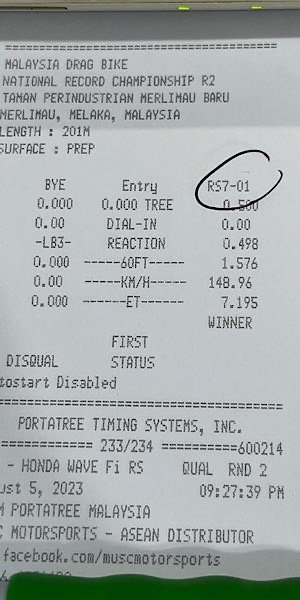 MALAYSIA DRAG BIKE
NATIONAL RECORD CHAMPIONSHIP R2
TAMAN PERINDUSTRIAN MERLIMAU BARU
MERLIMAU, MELAKA, MALAYSIA
LENGTH : 201M
SURFACE : PREP
BYE Entry RS7-01
0.000 0.000 TREE 0.500
0.00 DIAL-IN 0.00
-LB3- REACTION 0.498
0.000 ------60FT----- 1.576
0.00 -----KM/H----- 148.96
0.000 ------ET----- 7.195
WINNER
FIRST
DISQUAL STATUS
tostart Disabled
PORTATREE TIMING SYSTEMS, INC.
============ 233/234 ==========600214
- HONDA WAVE Fi RS QUAL RND 2
ust 5, 2023 09:27:39 PM
M PORTATREE MALAYSIA
C MOTORSPORTS - ASEAN DISTRIBUTOR
facebook.com/muscmotorsports